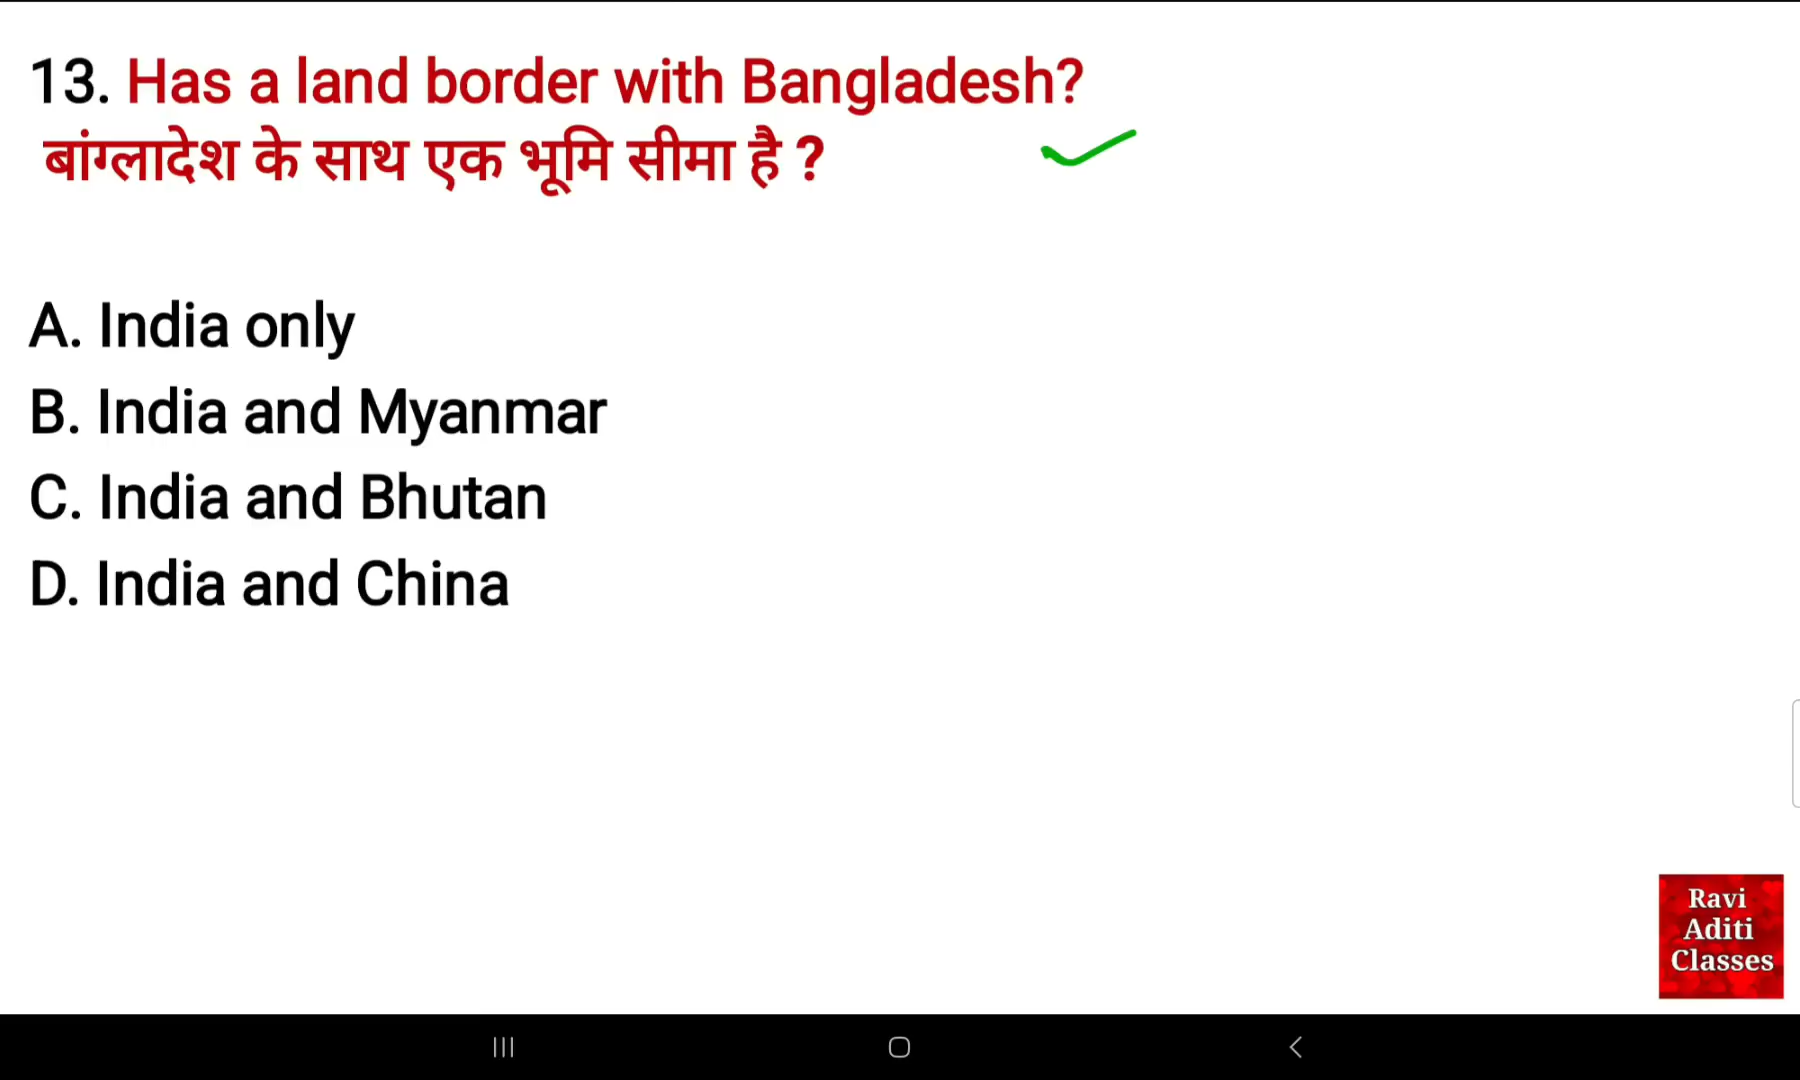 13. Has a land border with Bangladesh?
बांग्लादेश के साथ एक भूमि सीमा है ?
A. India only
B. India and Myanmar
C. India and Bhutan
D. India and China
Ravi
Aditi
Classes